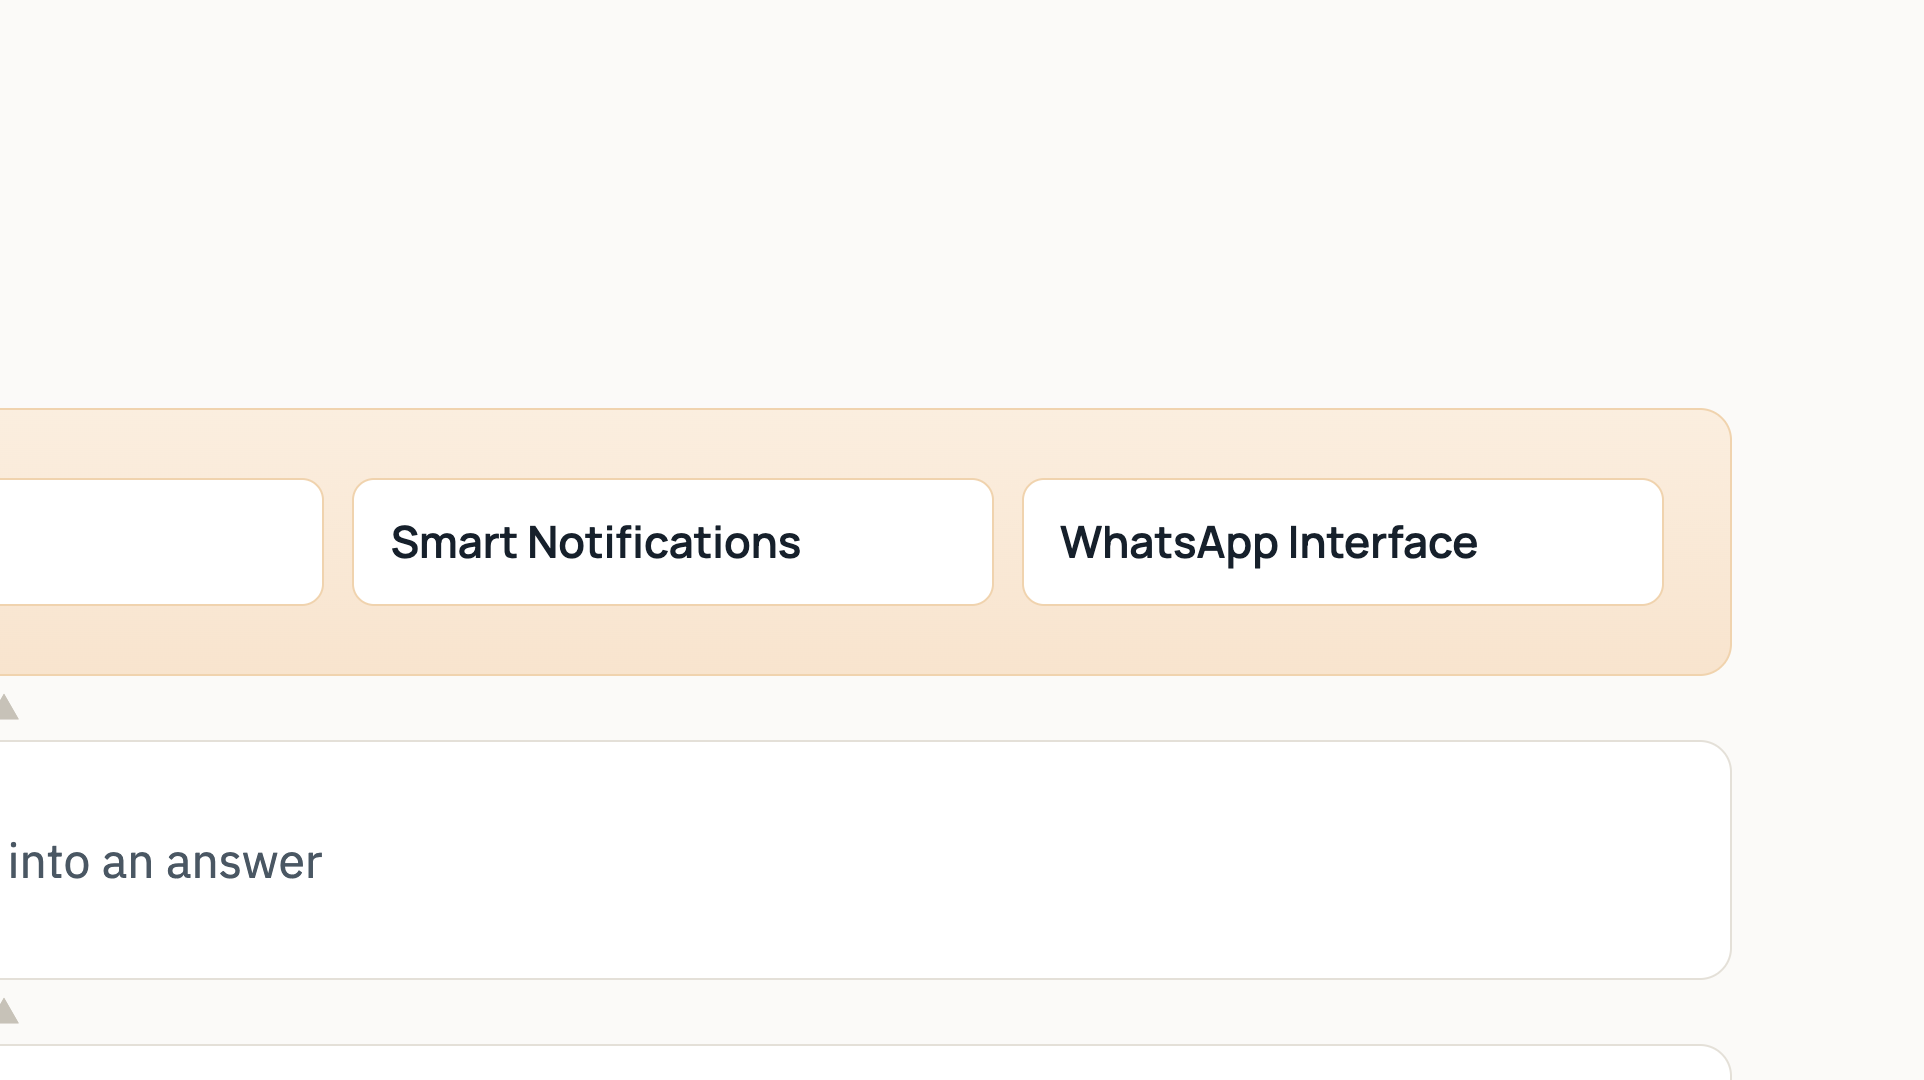 Smart Notifications
WhatsApp Interface
into an answer